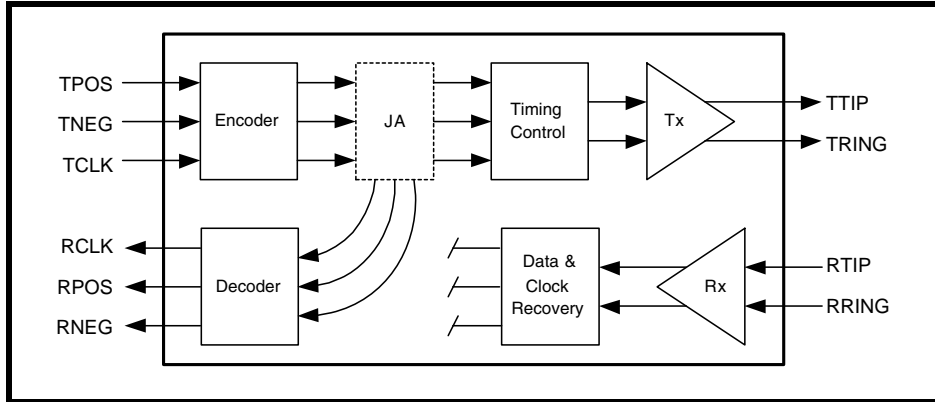 TPOS
TNEG
TCLK
Encoder
JA
Timing
Control
Tx
TTIP
TRING
RCLK
RPOS
RNEG
Decoder
Data &
Clock
Recovery
Rx
RTIP
RRING